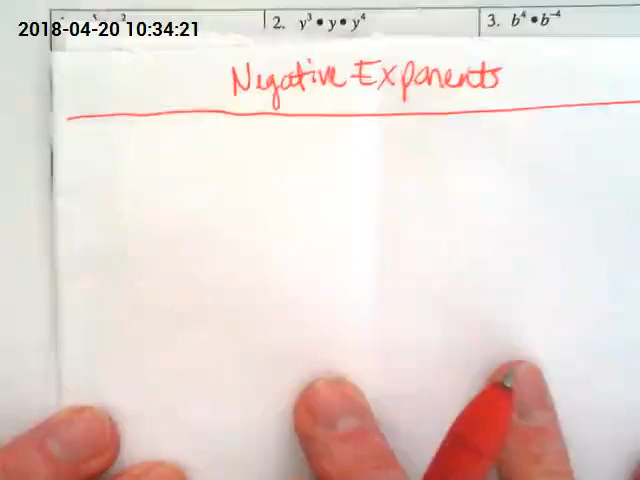 2018-04-20 10:34:21
2. y³ • y • y⁴
3. b⁴ • b⁻⁴
Negative Exponents